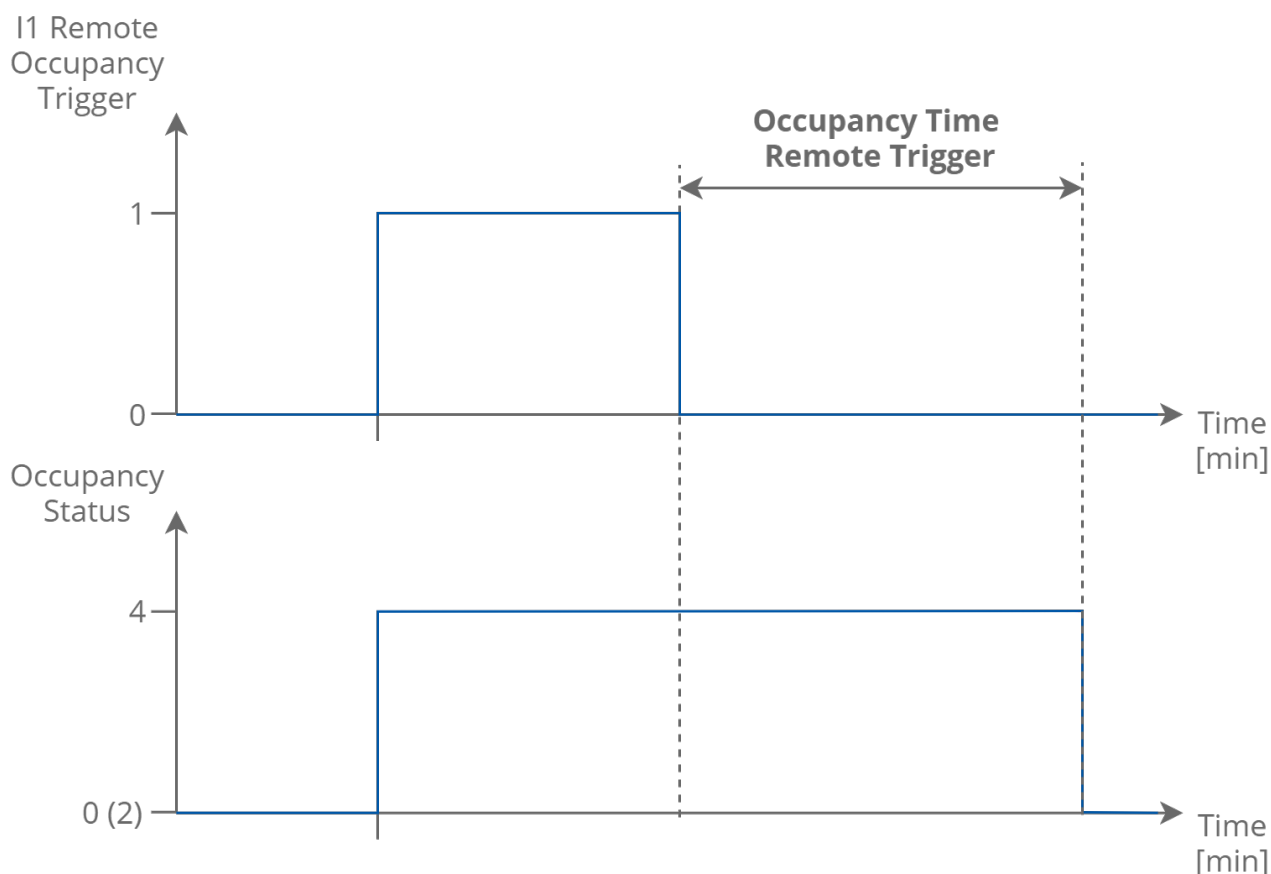 I1 Remote
Occupancy
Trigger
Occupancy Time
Remote Trigger
1
0
Time
[min]
Occupancy
Status
4
0 (2)
Time
[min]